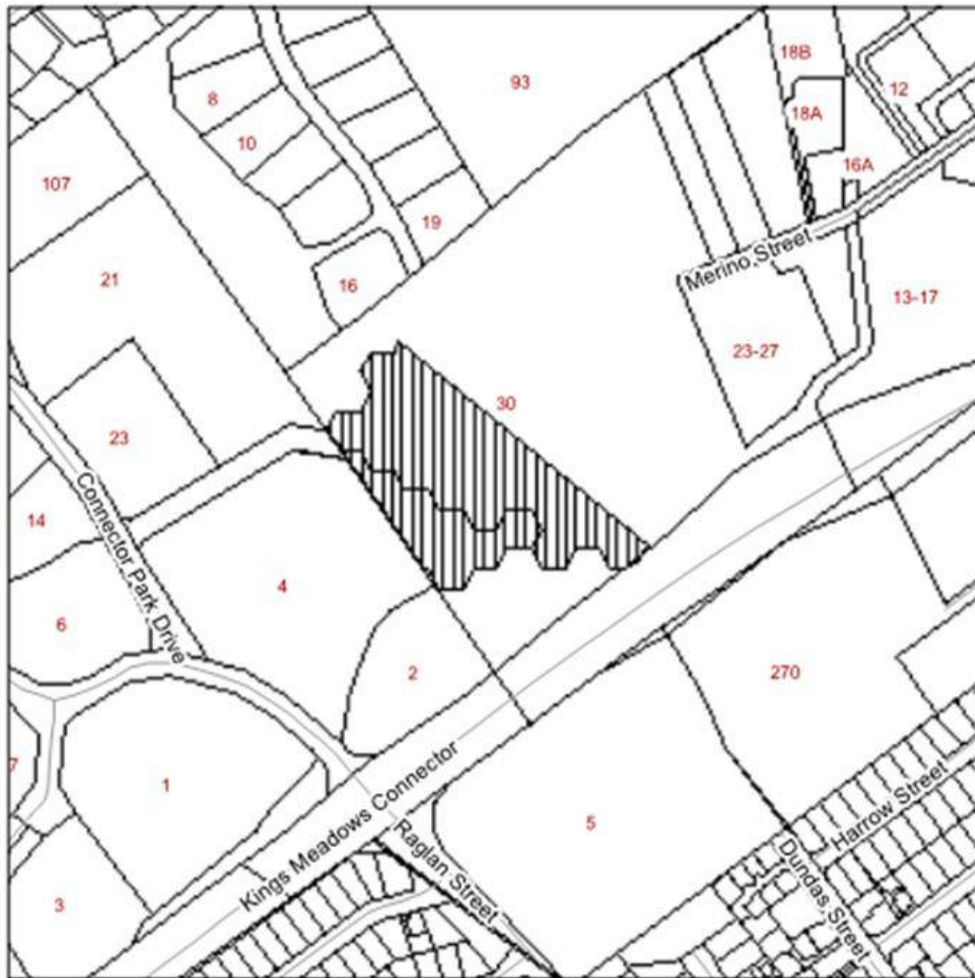 93
18B
12
8
18A
10
16A
107
19
21
16
Merino Street
13-17
23-27
30
23
Connector Park Drive
14
4
6
2
270
7
1
Kings Meadows Connector
5
Harrow Street
Raglan Street
Dundas Street
3